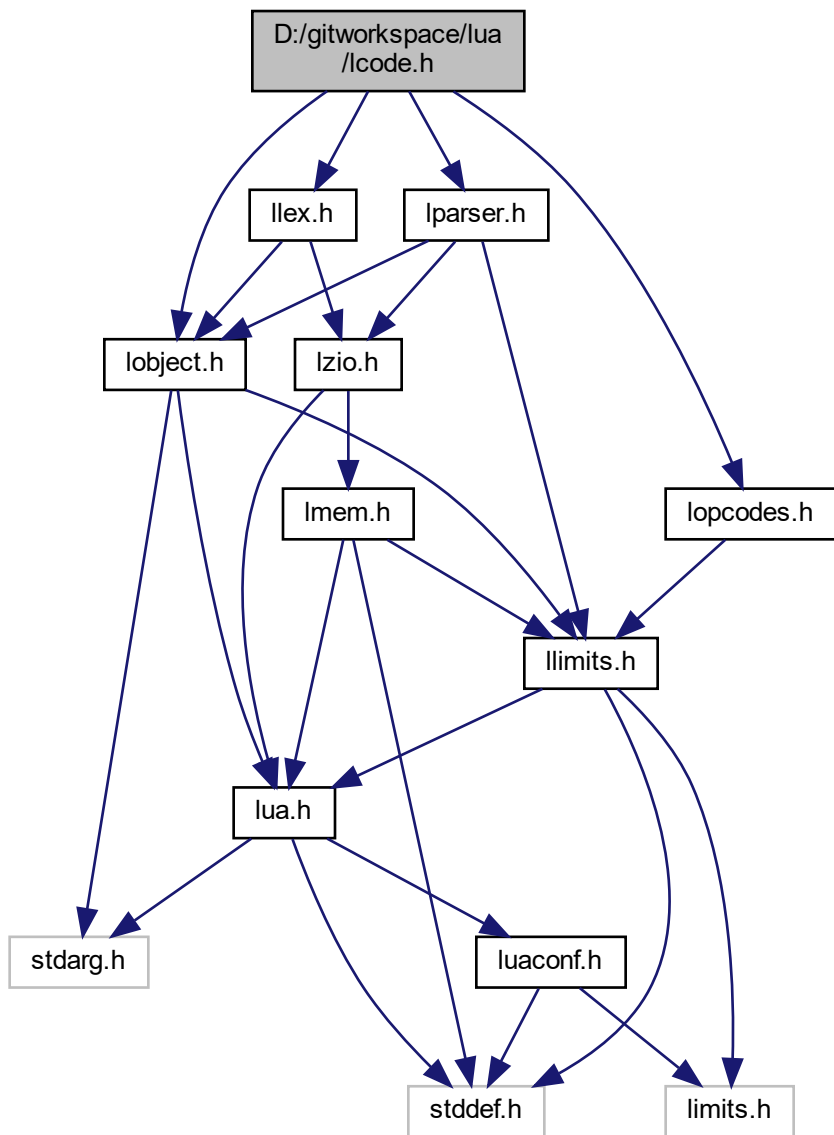 D:/gitworkspace/lua
/lcode.h
llex.h
lparser.h
lobject.h
lzio.h
lmem.h
lopcodes.h
llimits.h
lua.h
stdarg.h
luaconf.h
stddef.h
limits.h